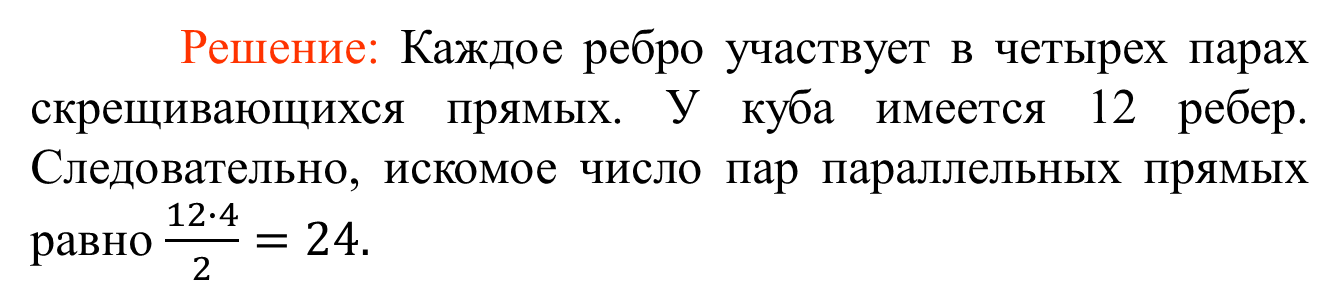 Решение: Каждое ребро участвует в четырех парах
скрещивающихся прямых. У куба имеется 12 ребер.
Следовательно, искомое число пар параллельных прямых
равно 12·4/2 = 24.